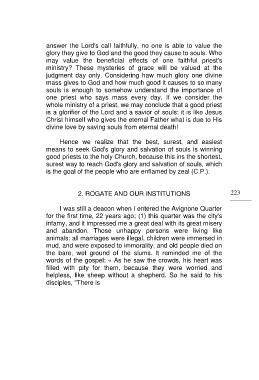 answer the Lord's call faithfully, no one is able to value the
glory they give to God and the good they cause to souls. Who
may value the beneficial effects of one faithful priest's
ministry? These mysteries of grace will be valued at the
judgment day only. Considering haw much glory one divine
mass gives to God and how much good it causes to so many
souls is enough to somehow understand the importance of
one priest who says mass every day. If we consider the
whole ministry of a priest, we may conclude that a good priest
is a glorifier of the Lord and a savior of souls: it is like Jesus
Christ himself who gives the eternal Father what is due to His
divine love by saving souls from eternal death!
Hence we realize that the best, surest, and easiest
means to seek God's glory and salvation of souls is winning
good priests to the holy Church, because this ins the shortest,
surest way to reach God's glory and salvation of souls, which
is the goal of the people who are enflamed by zeal (C.P.).
2. ROGATE AND OUR INSTITUTIONS
223
I was still a deacon when I entered the Avignone Quarter
for the first time, 22 years ago; (1) this quarter was the city's
infamy, and it impressed me a great deal with its great misery
and abandon. Those unhappy persons were living like
animals: all marriages were illegal, children were immersed in
mud, and were exposed to immorality, and old people died on
the bare, wet ground of the slums. It reminded me of the
words of the gospel: « As he saw the crowds, his heart was
filled with pity for them, because they were worried and
helpless, like sheep without a shepherd. So he said to his
disciples, "There is